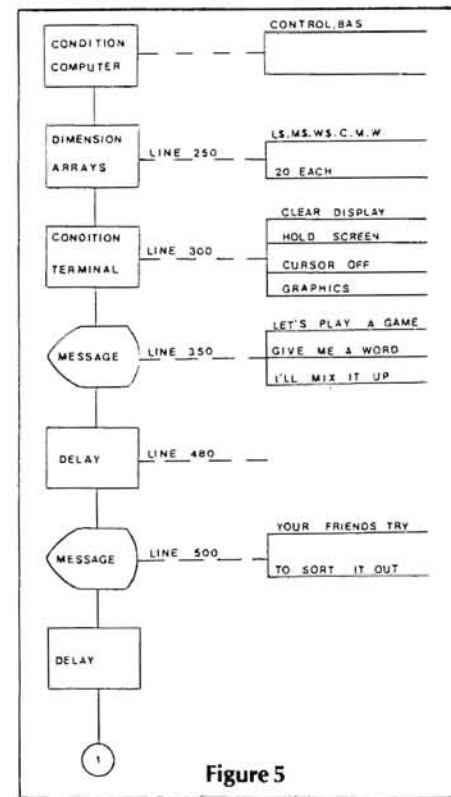 CONDITION
COMPUTER
CONTROL.BAS
DIMENSION
ARRAYS
LINE 250
L$,M$,W$,C,M,W
20 EACH
CONDITION
TERMINAL
LINE 300
CLEAR DISPLAY
HOLD SCREEN
CURSOR OFF
GRAPHICS
MESSAGE
LINE 350
LET'S PLAY A GAME
GIVE ME A WORD
I'LL MIX IT UP
DELAY
LINE 480
MESSAGE
LINE 500
YOUR FRIENDS TRY
TO SORT IT OUT
DELAY
1
Figure 5